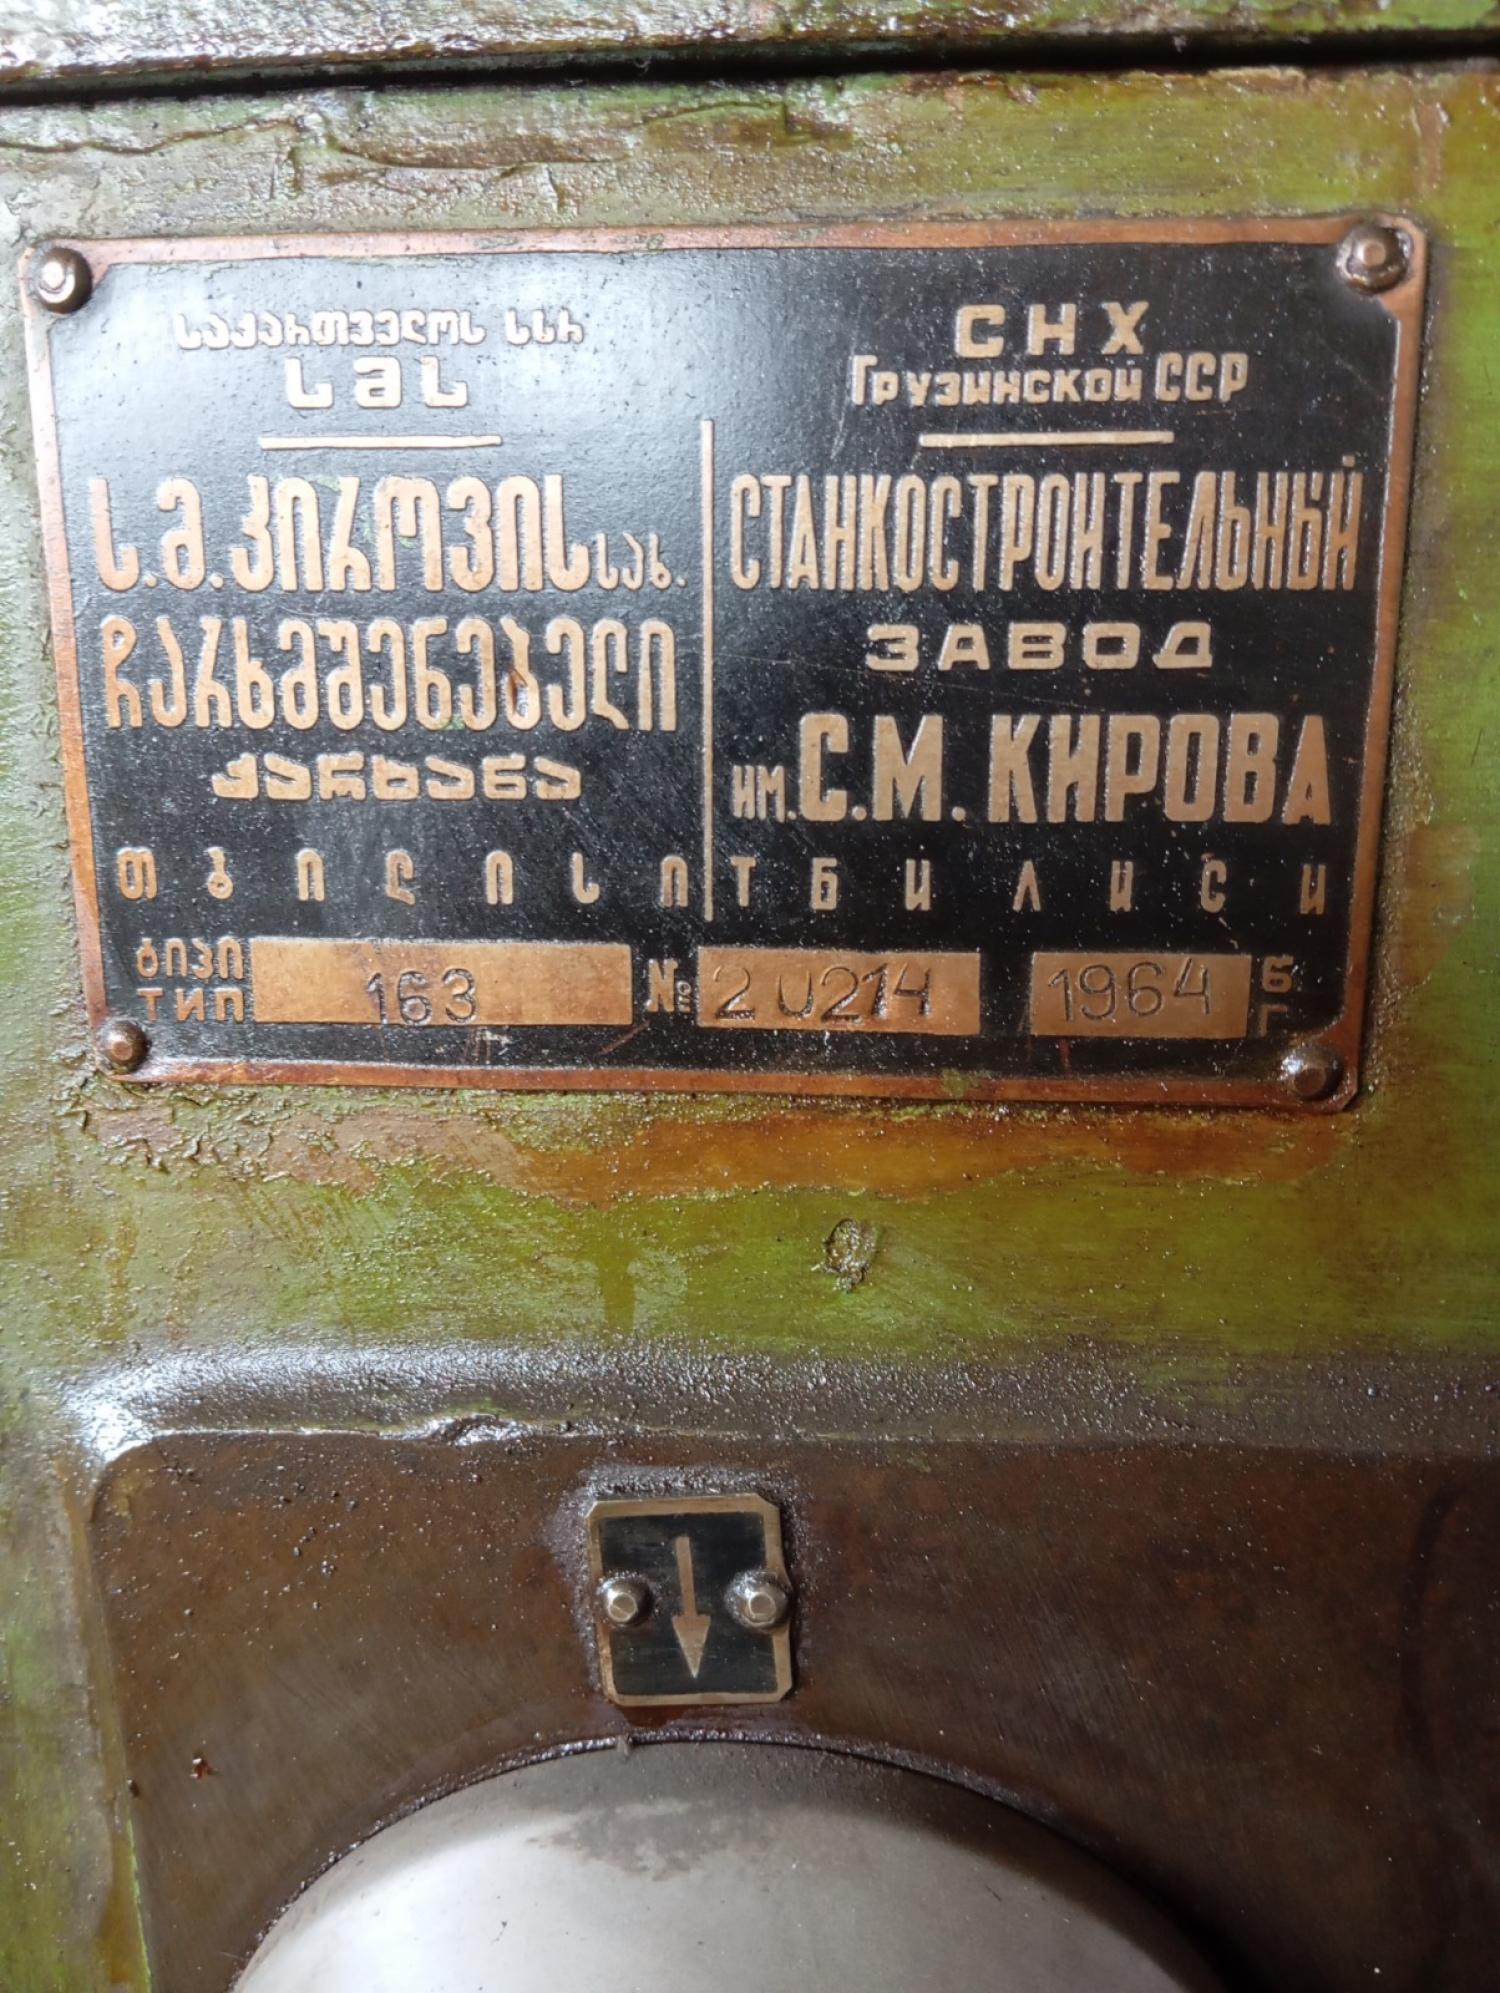 საქართველოს სსრ
ს მ ს
ს.მ. კიროვის სახ.
ჩარხმშენებელი
ქარხანა
თბილისი
СНХ
Грузинской ССР
СТАНКОСТРОИТЕЛЬНЫЙ
ЗАВОД
ИМ. С.М. КИРОВА
ТБИЛИСИ
ტიპი
ТИП 163 № 20214 1964 წ
г